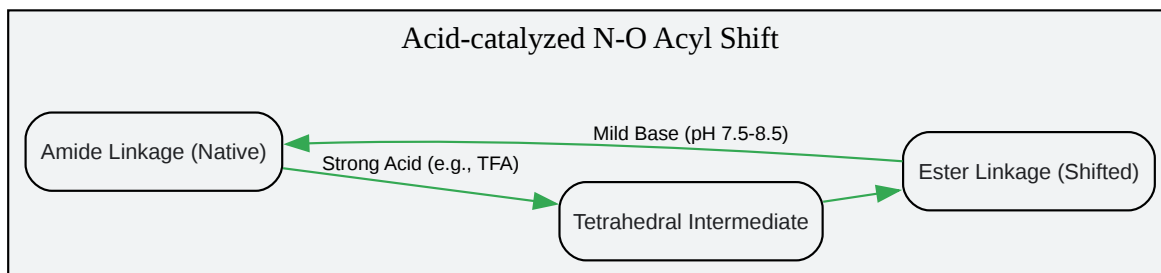 Acid-catalyzed N-O Acyl Shift
Mild Base (pH 7.5-8.5)
Amide Linkage (Native)
Strong Acid (e.g., TFA)
Ester Linkage (Shifted)
Tetrahedral Intermediate